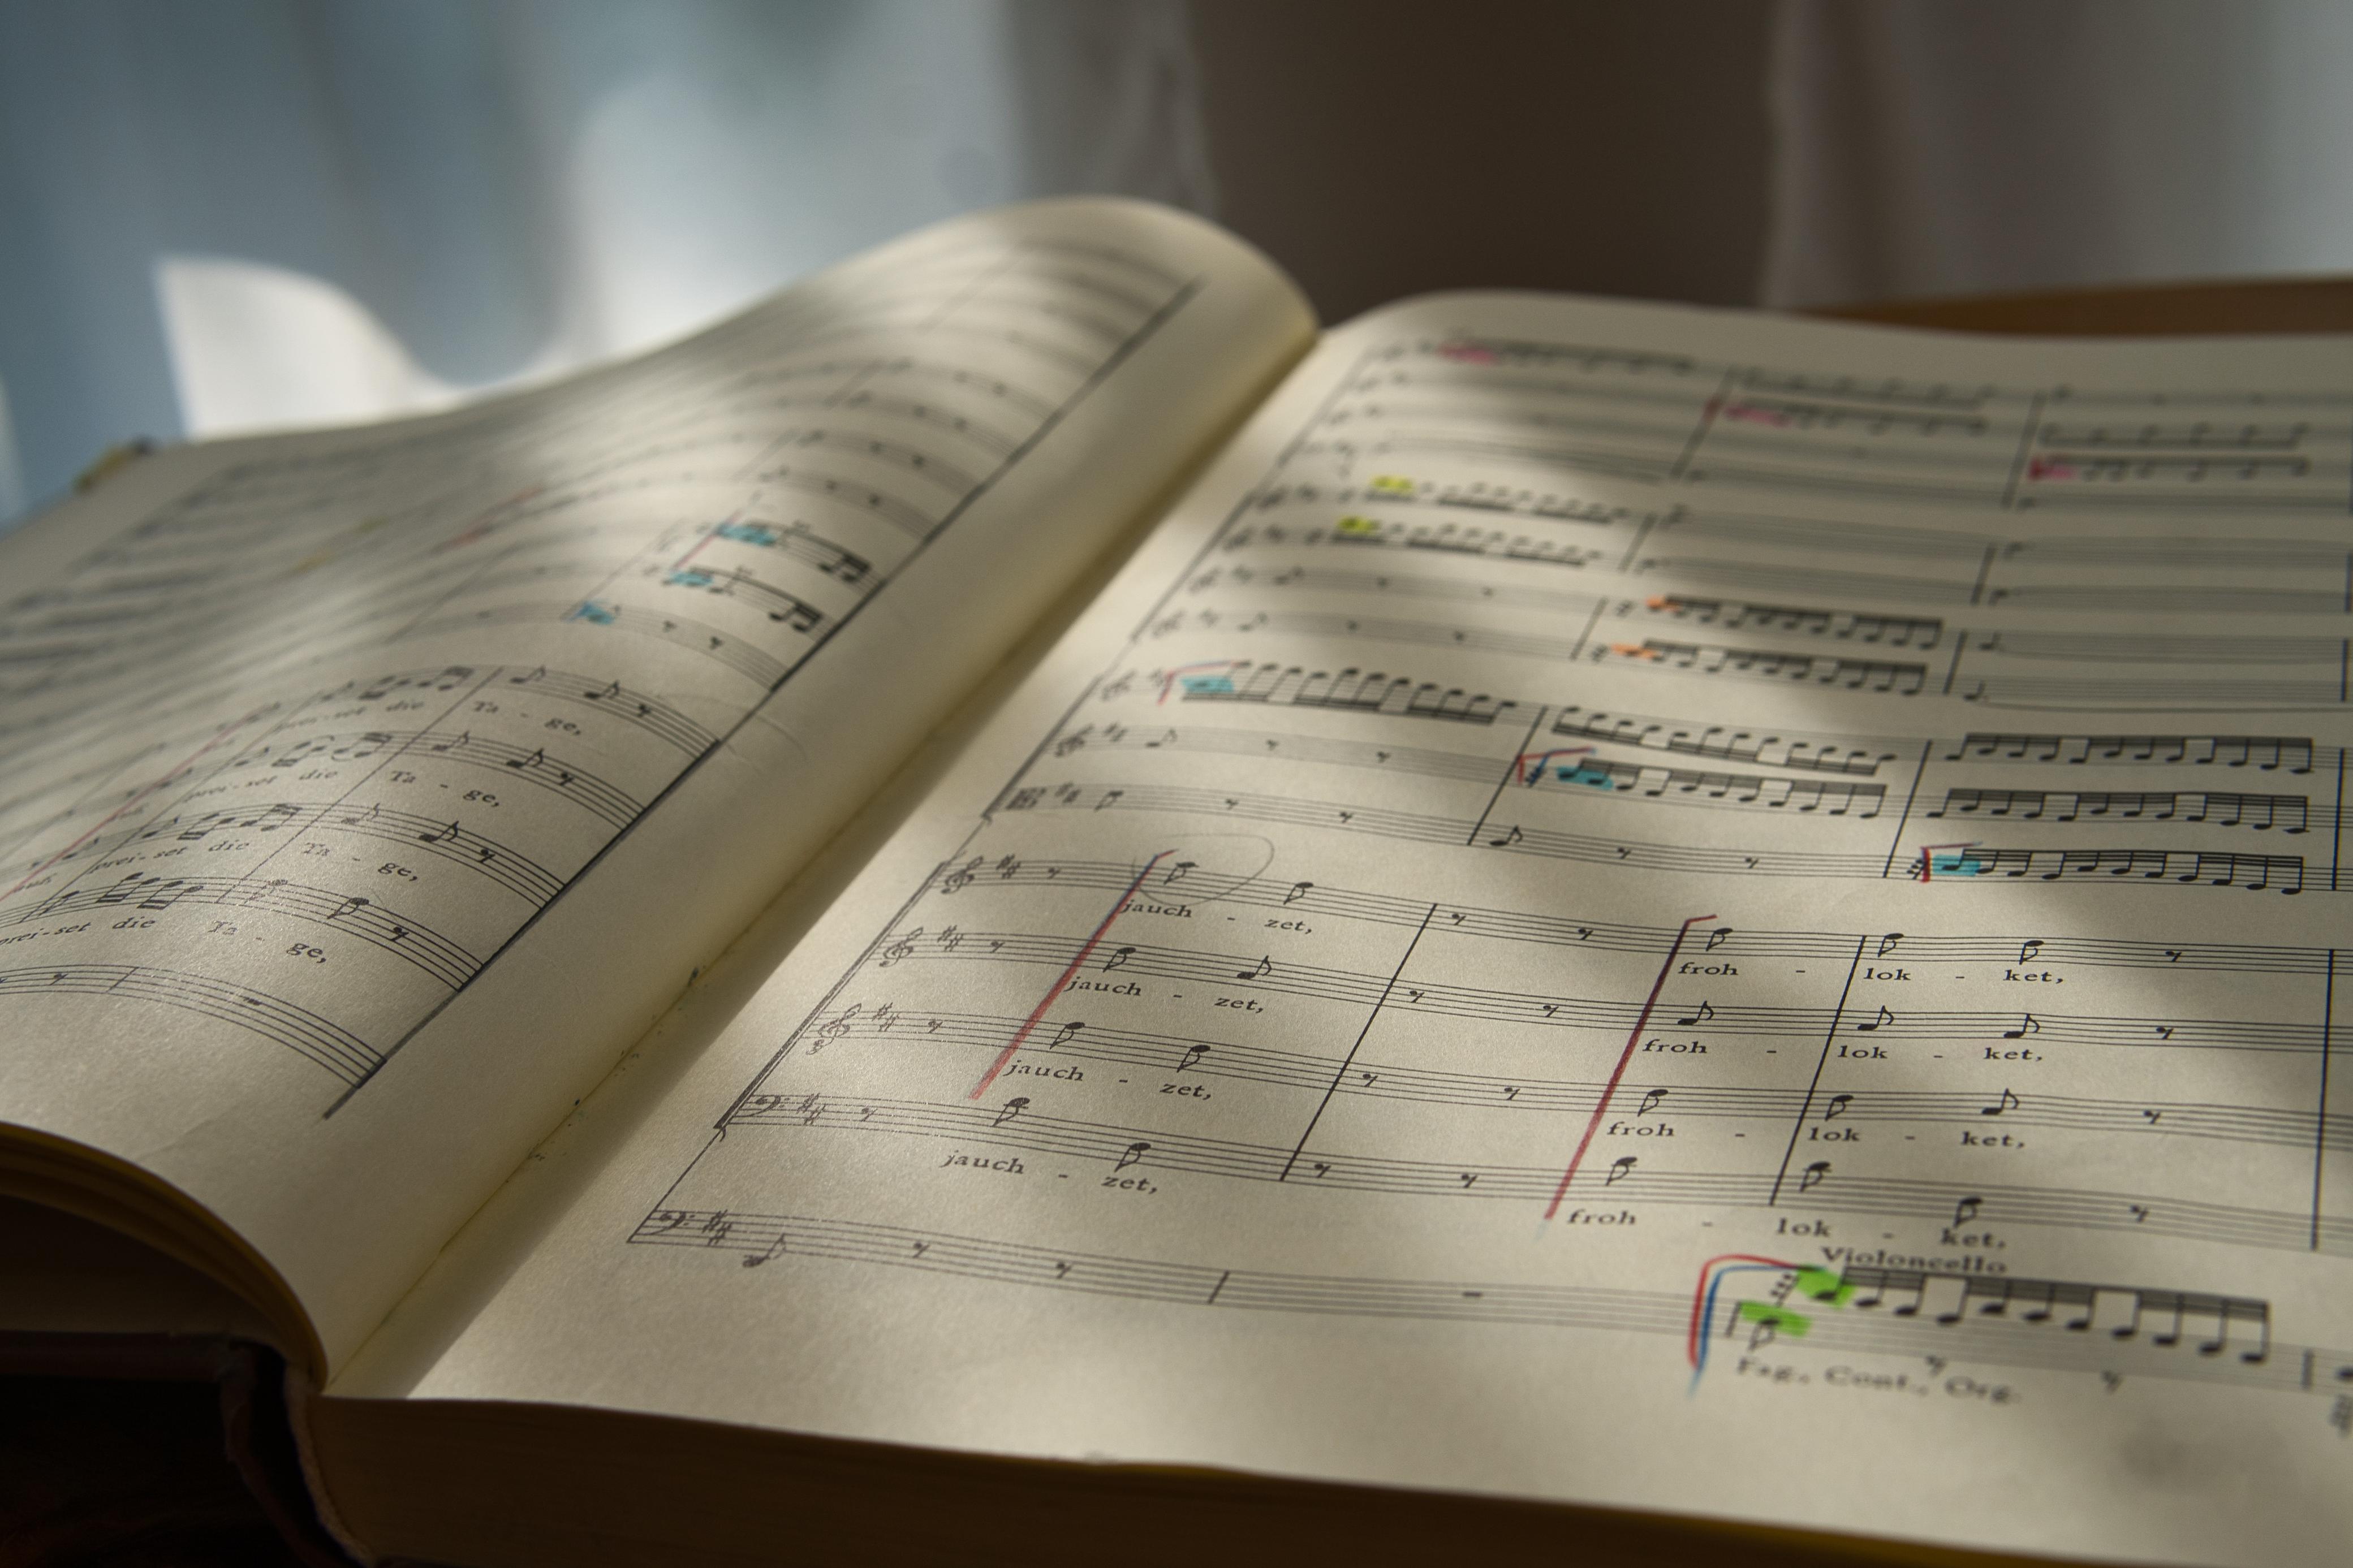 prei-set die Ta - ge,
prei-set die Ta - ge,
prei-set die Ta - ge,
prei-set die Ta - ge,
jauch - zet, froh - lok - ket,
jauch - zet, froh - lok - ket,
jauch - zet, froh - lok - ket,
jauch - zet, froh - lok - ket,
Violoncello
Fag., Cont., Org.